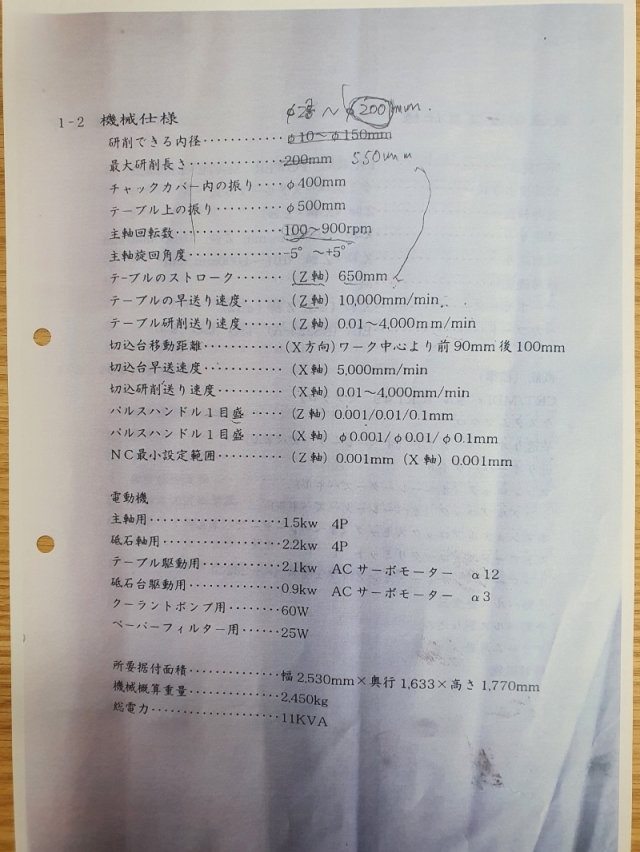 φ ～ φ200mm.
1-2 機械仕様
研削できる内径············φ10～φ150mm
最大研削長さ··············200mm 550mm
チャックカバー内の振り····φ400mm
テーブル上の振り··········φ500mm
主軸回転数················100～900rpm
主軸旋回角度··············-5°～+5°
テーブルのストローク·······(Z軸) 650mm
テーブルの早送り速度······(Z軸) 10,000mm/min.
テーブル研削送り速度······(Z軸) 0.01～4,000mm/min
切込台移動距離············(X方向)ワーク中心より前90mm後100mm
切込台早送速度············(X軸) 5,000mm/min
切込研削送り速度··········(X軸) 0.01～4,000mm/min
パルスハンドル1目盛 ·····(Z軸) 0.001/0.01/0.1mm
パルスハンドル1目盛 ·····(X軸) φ0.001/φ0.01/φ0.1mm
NC最小設定範囲··········(Z軸) 0.001mm (X軸) 0.001mm
電動機
主軸用····················1.5kw 4P
砥石軸用··················2.2kw 4P
テーブル駆動用············2.1kw ACサーボモーター α12
砥石台駆動用··············0.9kw ACサーボモーター α3
クーラントポンプ用········60W
ペーパーフィルター用······25W
所要据付面積··············幅2,530mm×奥行1,633×高さ1,770mm
機械概算重量··············2,450kg
総電力····················11KVA